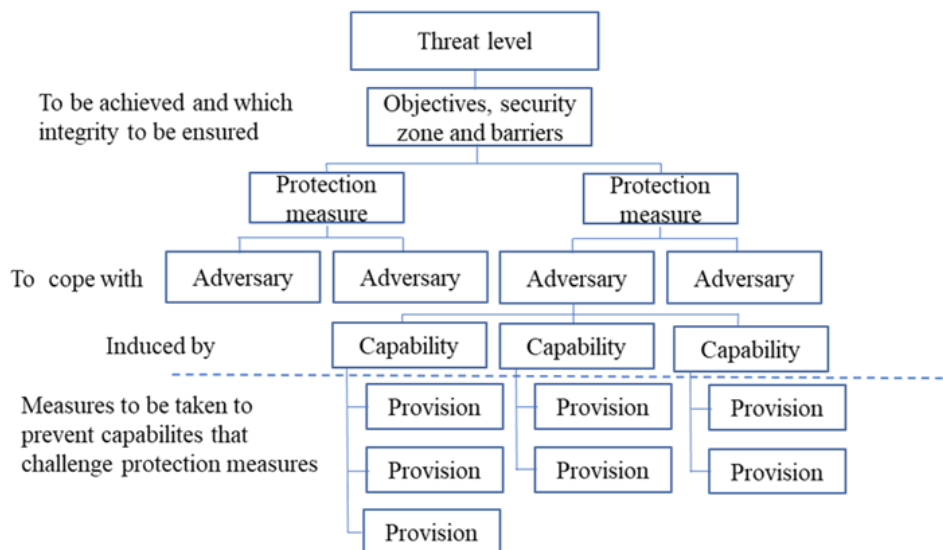 Threat level
To be achieved and which
integrity to be ensured
Objectives, security
zone and barriers
Protection
measure
Protection
measure
To cope with
Adversary
Adversary
Adversary
Adversary
Induced by
Capability
Capability
Capability
Measures to be taken to
prevent capabilites that
challenge protection measures
Provision
Provision
Provision
Provision
Provision
Provision
Provision